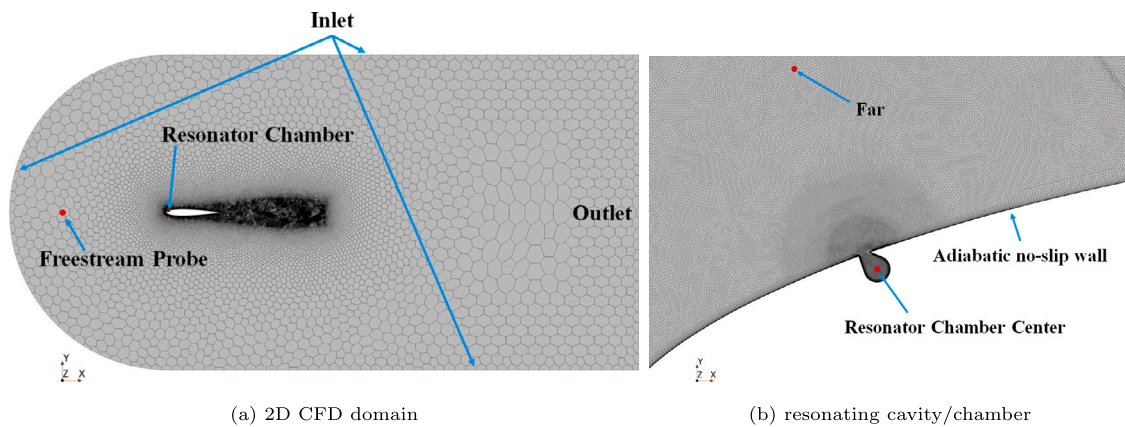 Inlet
Resonator Chamber
Outlet
Freestream Probe
Y
Z X
(a) 2D CFD domain
Far
Adiabatic no-slip wall
Resonator Chamber Center
Y
Z X
(b) resonating cavity/chamber